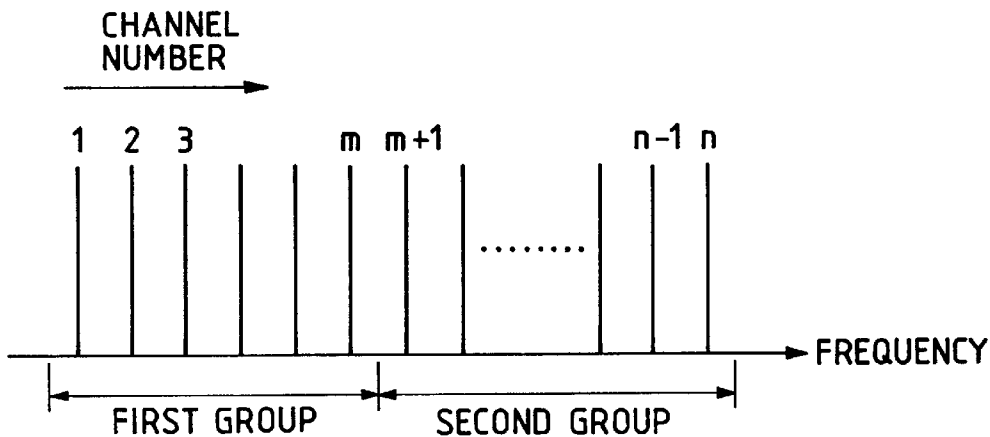 CHANNEL
NUMBER
1 2 3 m m+1 n-1 n
FREQUENCY
FIRST GROUP SECOND GROUP